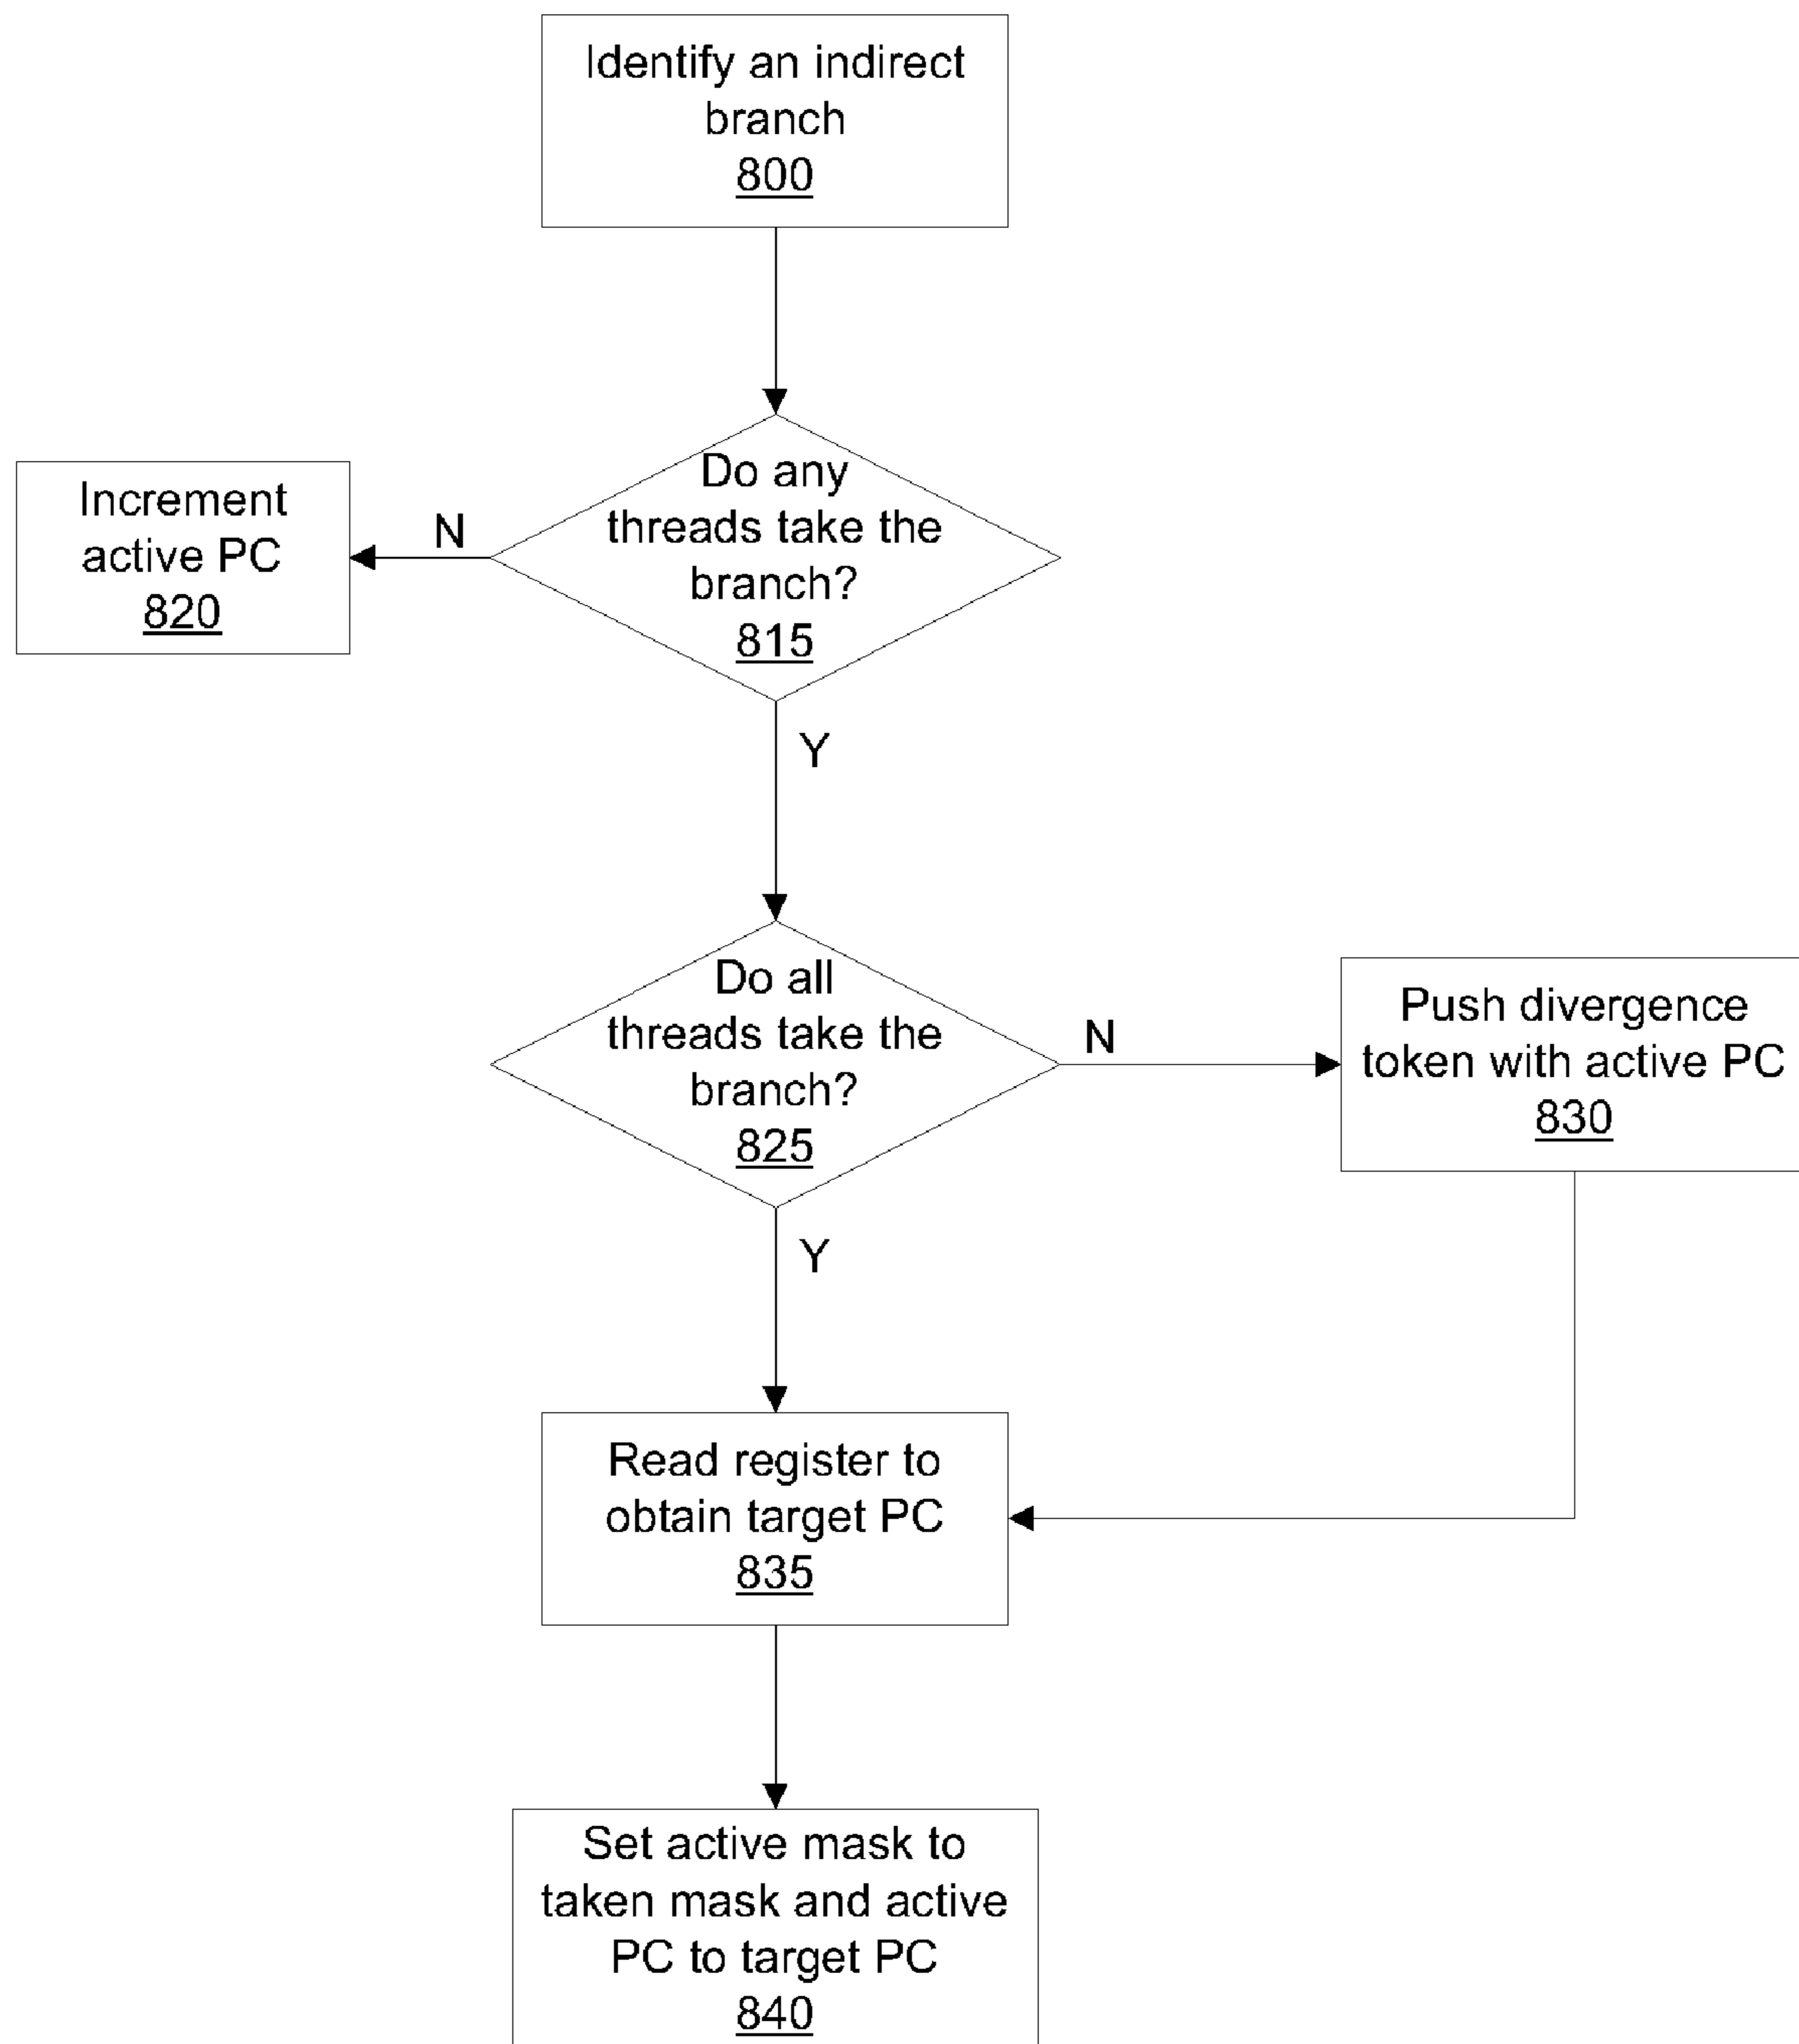 Identify an indirect
branch
800
Do any
threads take the
branch?
815
N
Increment
active PC
820
Y
Do all
threads take the
branch?
825
N
Push divergence
token with active PC
830
Y
Read register to
obtain target PC
835
Set active mask to
taken mask and active
PC to target PC
840